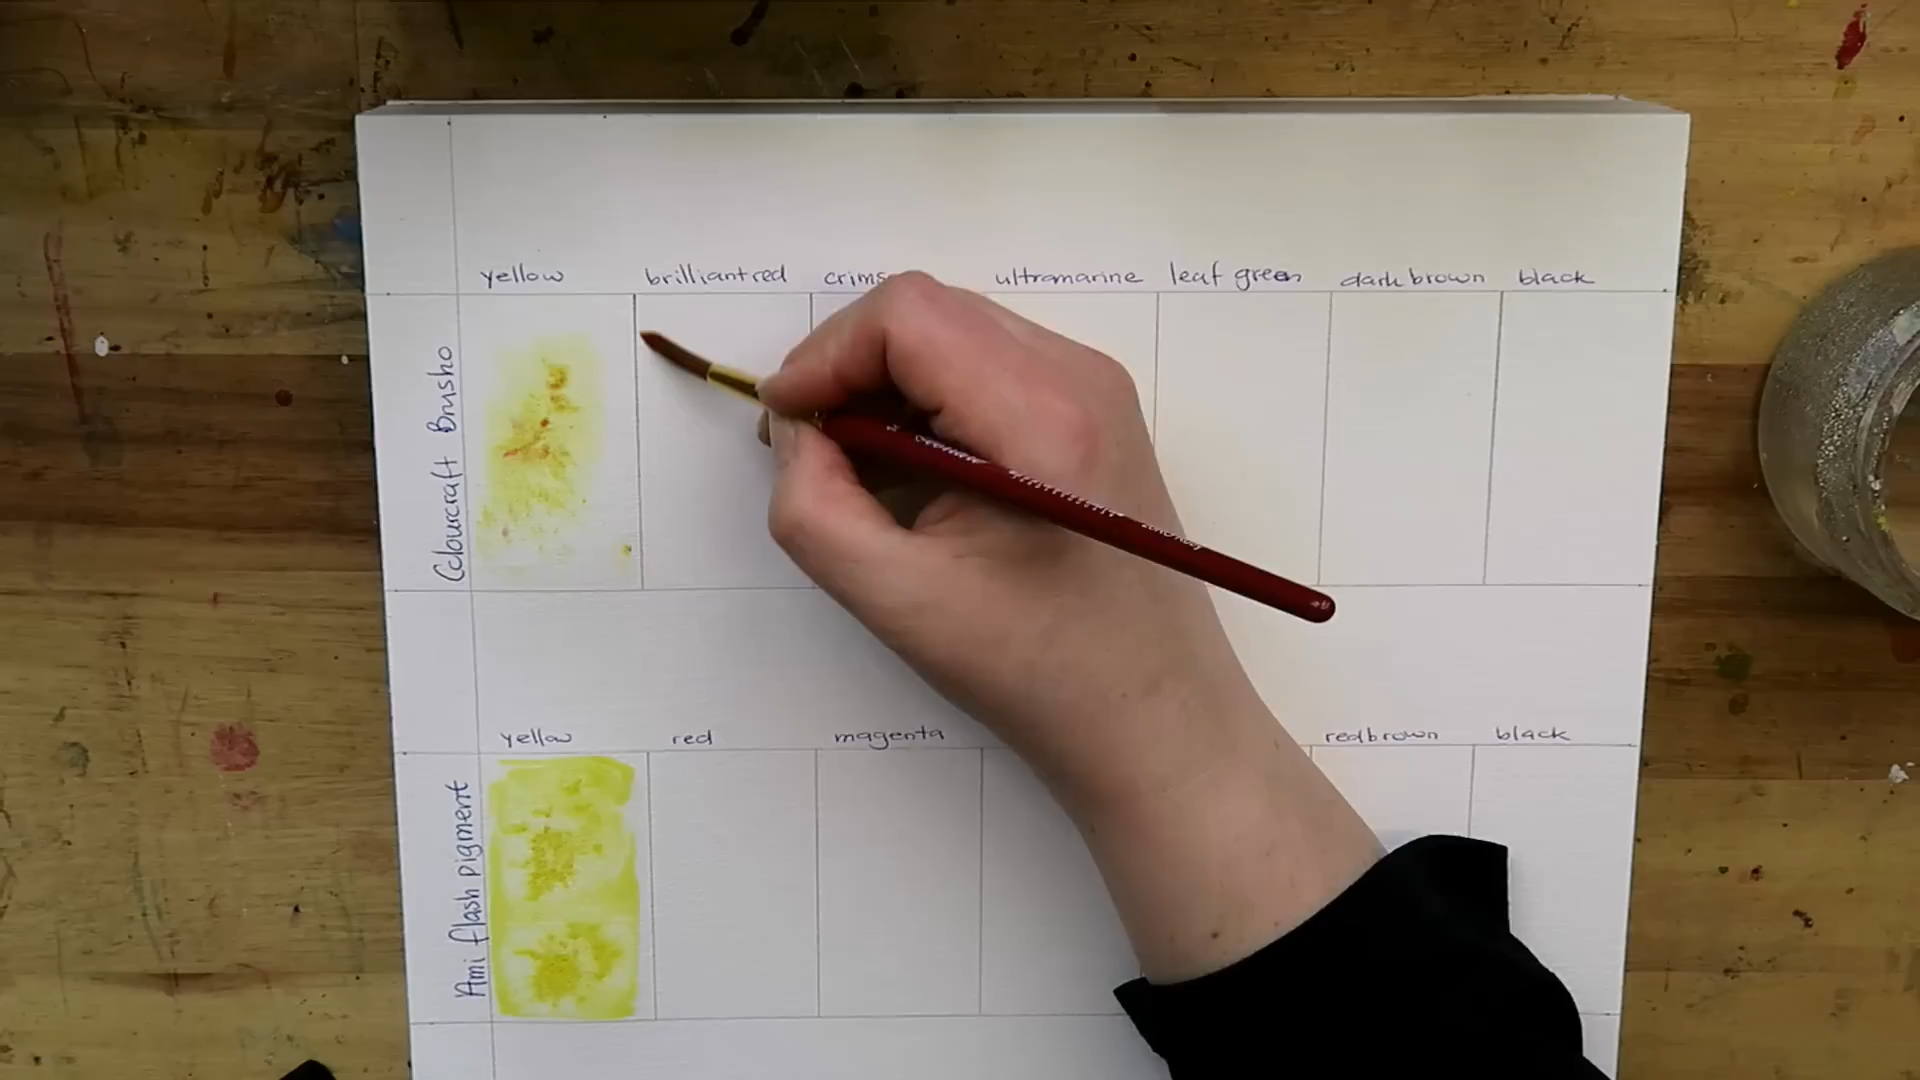 yellow brilliant red crims ultramarine leaf green dark brown black
Colourcraft Brusho
yellow red magenta redbrown black
Ami flash pigment